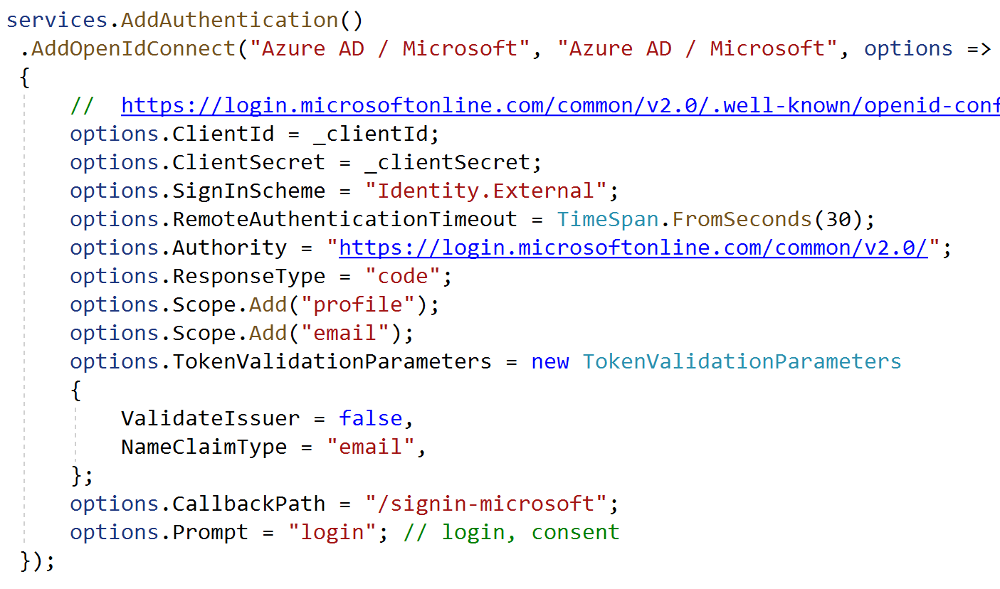 services.AddAuthentication()
.AddOpenIdConnect("Azure AD / Microsoft", "Azure AD / Microsoft", options =>
{
// https://login.microsoftonline.com/common/v2.0/.well-known/openid-conf
options.ClientId = _clientId;
options.ClientSecret = _clientSecret;
options.SignInScheme = "Identity.External";
options.RemoteAuthenticationTimeout = TimeSpan.FromSeconds(30);
options.Authority = "https://login.microsoftonline.com/common/v2.0/";
options.ResponseType = "code";
options.Scope.Add("profile");
options.Scope.Add("email");
options.TokenValidationParameters = new TokenValidationParameters
{
ValidateIssuer = false,
NameClaimType = "email",
};
options.CallbackPath = "/signin-microsoft";
options.Prompt = "login"; // login, consent
});